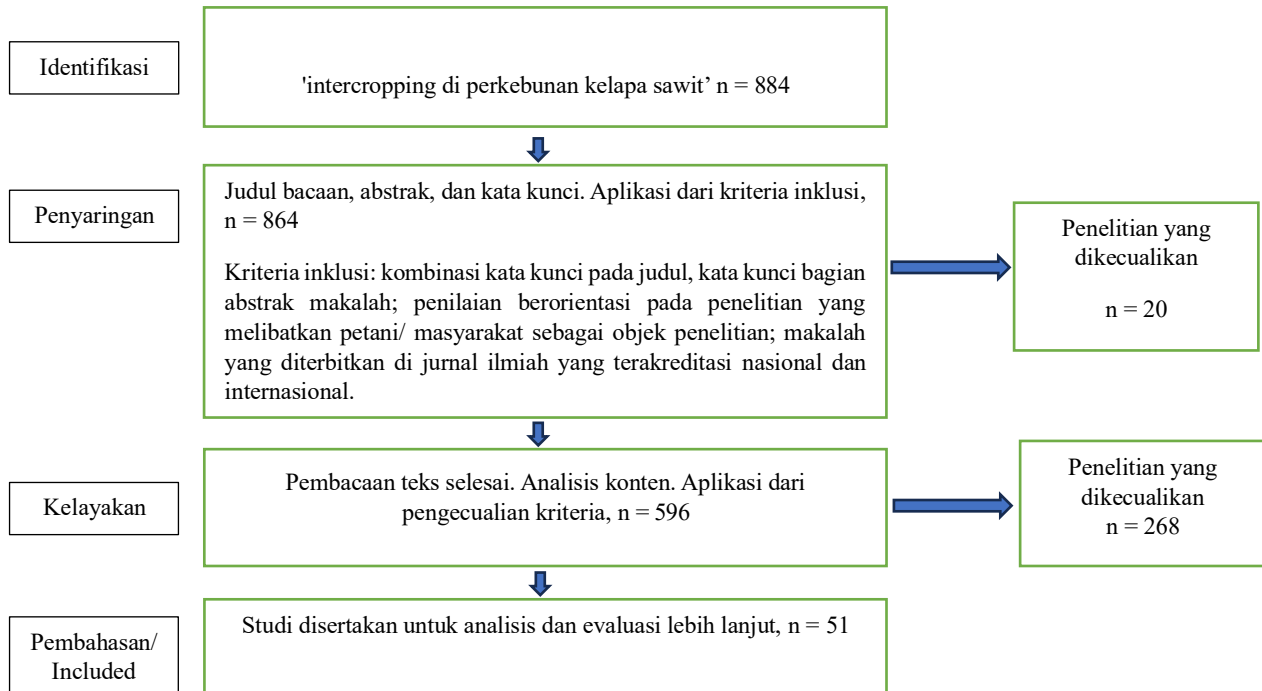 Identifikasi
'intercropping di perkebunan kelapa sawit’ n = 884
Penyaringan
Judul bacaan, abstrak, dan kata kunci. Aplikasi dari kriteria inklusi,
n = 864
Kriteria inklusi: kombinasi kata kunci pada judul, kata kunci bagian
abstrak makalah; penilaian berorientasi pada penelitian yang
melibatkan petani/ masyarakat sebagai objek penelitian; makalah
yang diterbitkan di jurnal ilmiah yang terakreditasi nasional dan
internasional.
Penelitian yang
dikecualikan
n = 20
Kelayakan
Pembacaan teks selesai. Analisis konten. Aplikasi dari
pengecualian kriteria, n = 596
Penelitian yang
dikecualikan
n = 268
Pembahasan/
Included
Studi disertakan untuk analisis dan evaluasi lebih lanjut, n = 51